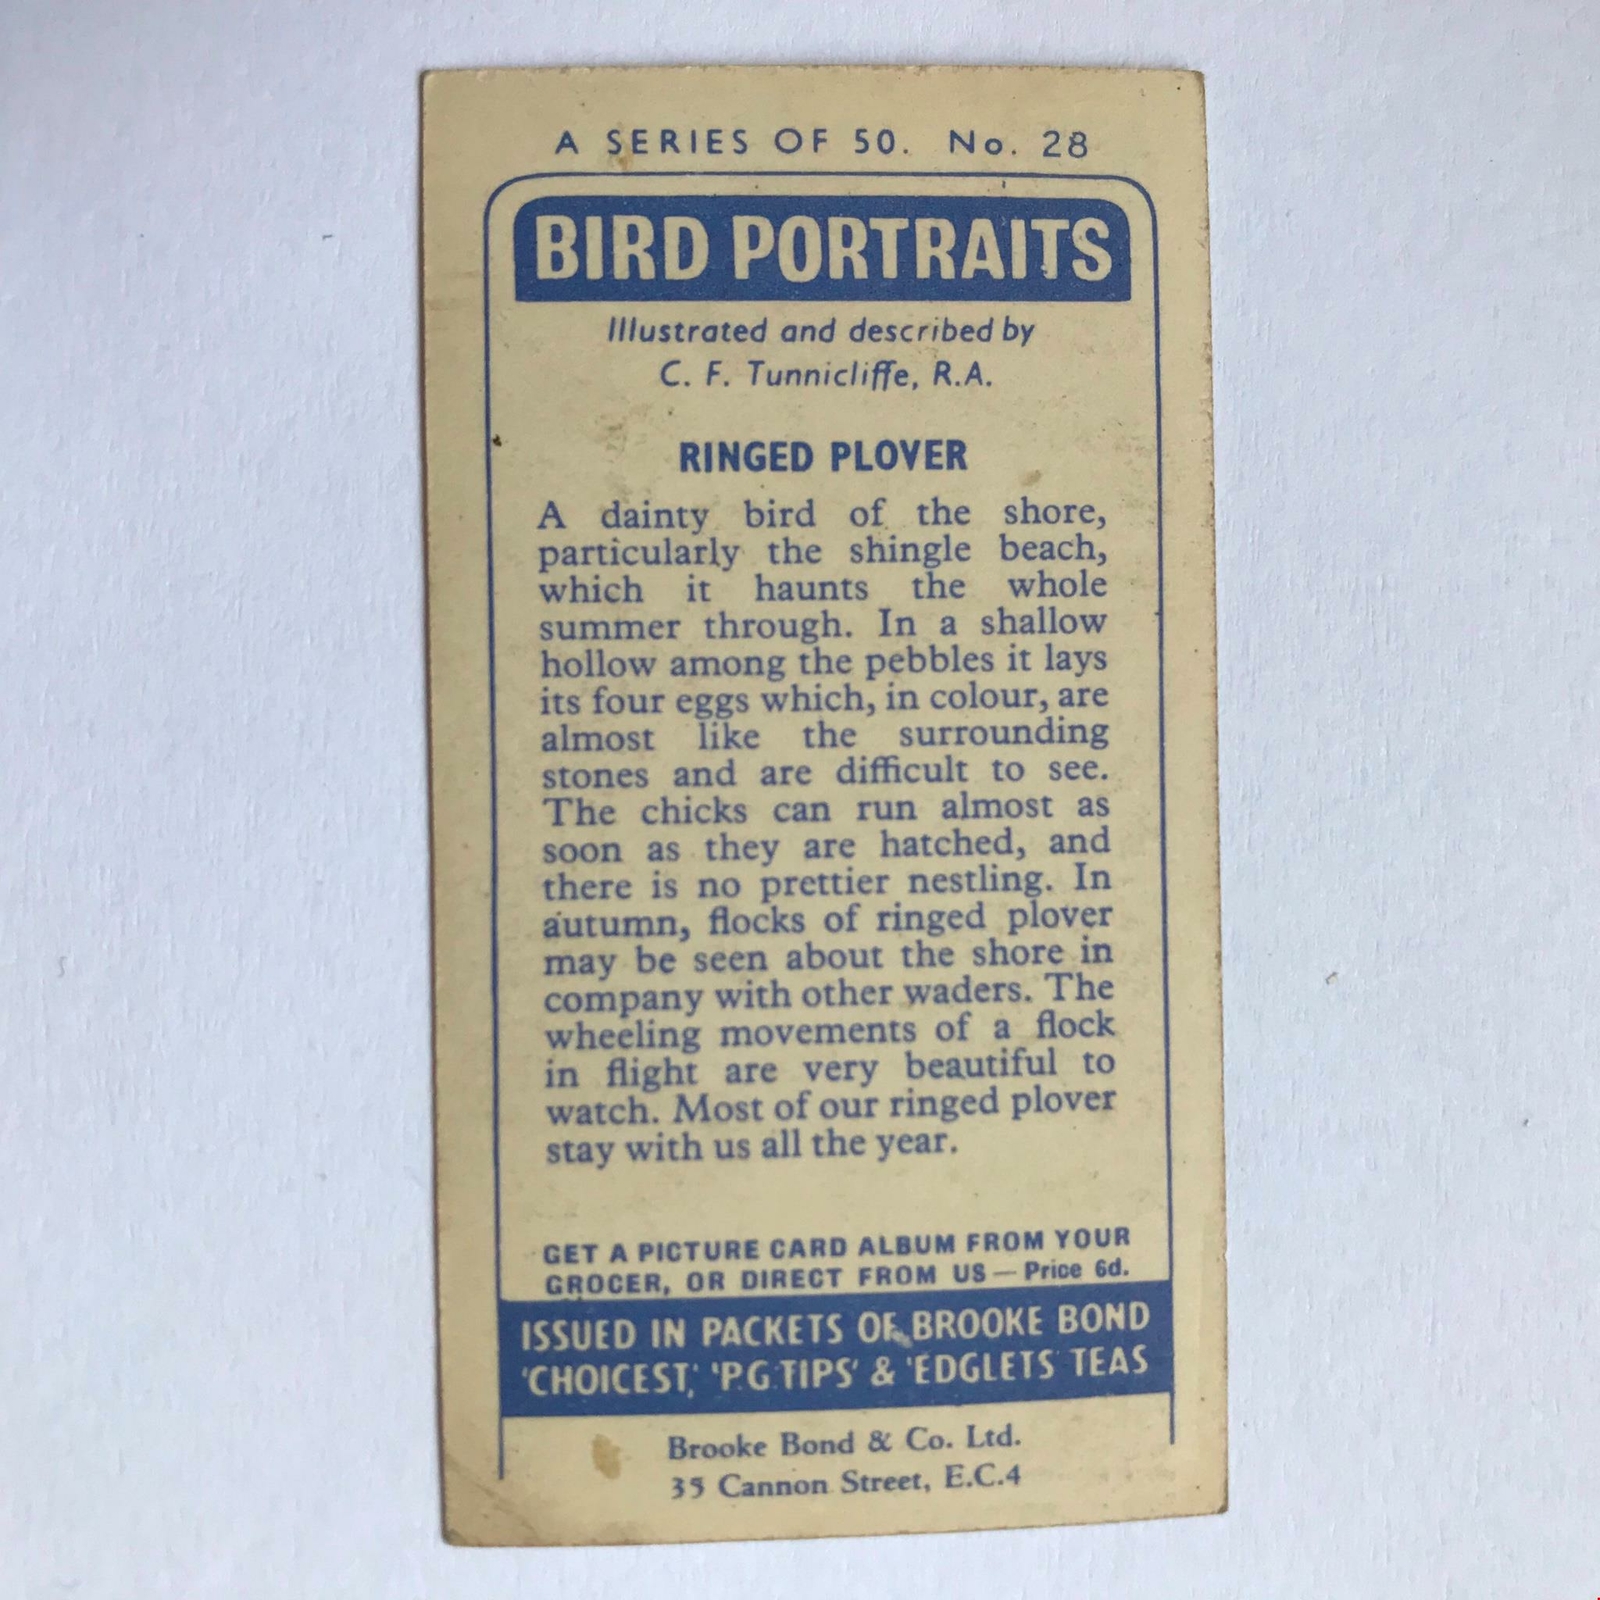 A SERIES OF 50. No. 28
BIRD PORTRAITS
Illustrated and described by
C. F. Tunnicliffe, R.A.
RINGED PLOVER
A dainty bird of the shore,
particularly the shingle beach,
which it haunts the whole
summer through. In a shallow
hollow among the pebbles it lays
its four eggs which, in colour, are
almost like the surrounding
stones and are difficult to see.
The chicks can run almost as
soon as they are hatched, and
there is no prettier nestling. In
autumn, flocks of ringed plover
may be seen about the shore in
company with other waders. The
wheeling movements of a flock
in flight are very beautiful to
watch. Most of our ringed plover
stay with us all the year.
GET A PICTURE CARD ALBUM FROM YOUR
GROCER, OR DIRECT FROM US — Price 6d.
ISSUED IN PACKETS OF BROOKE BOND
'CHOICEST,' 'P.G.TIPS' & 'EDGLETS' TEAS
Brooke Bond & Co. Ltd.
35 Cannon Street, E.C.4